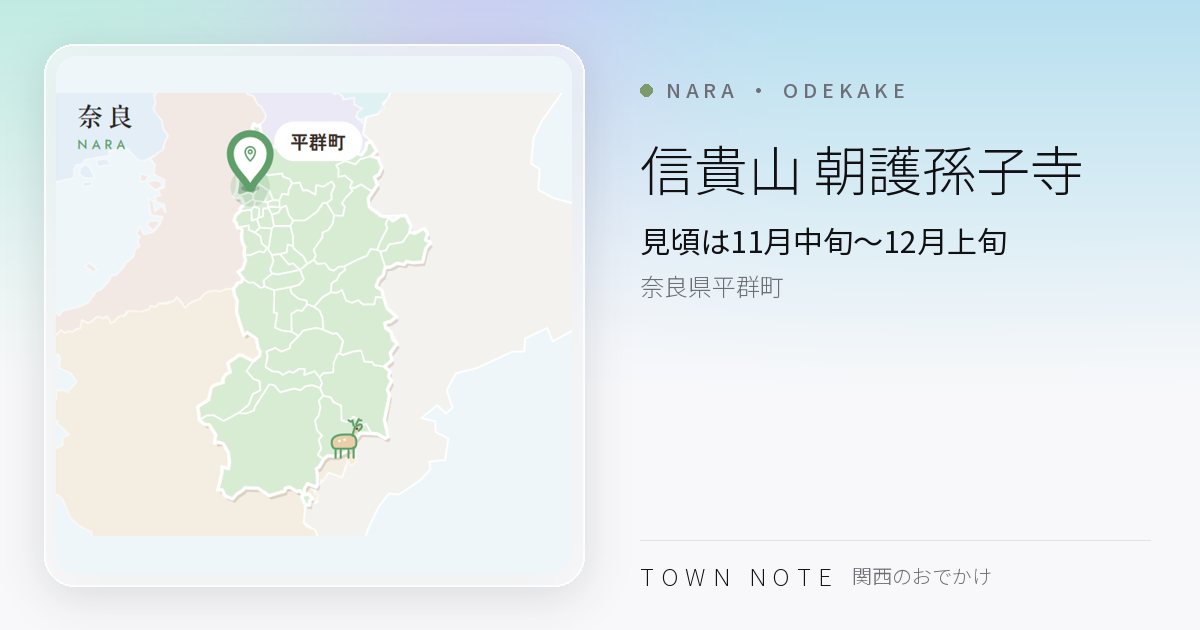 奈良
NARA
平群町
NARA • ODEKAKE
信貴山 朝護孫子寺
見頃は11月中旬〜12月上旬
奈良県平群町
TOWN NOTE 関西のおでかけ